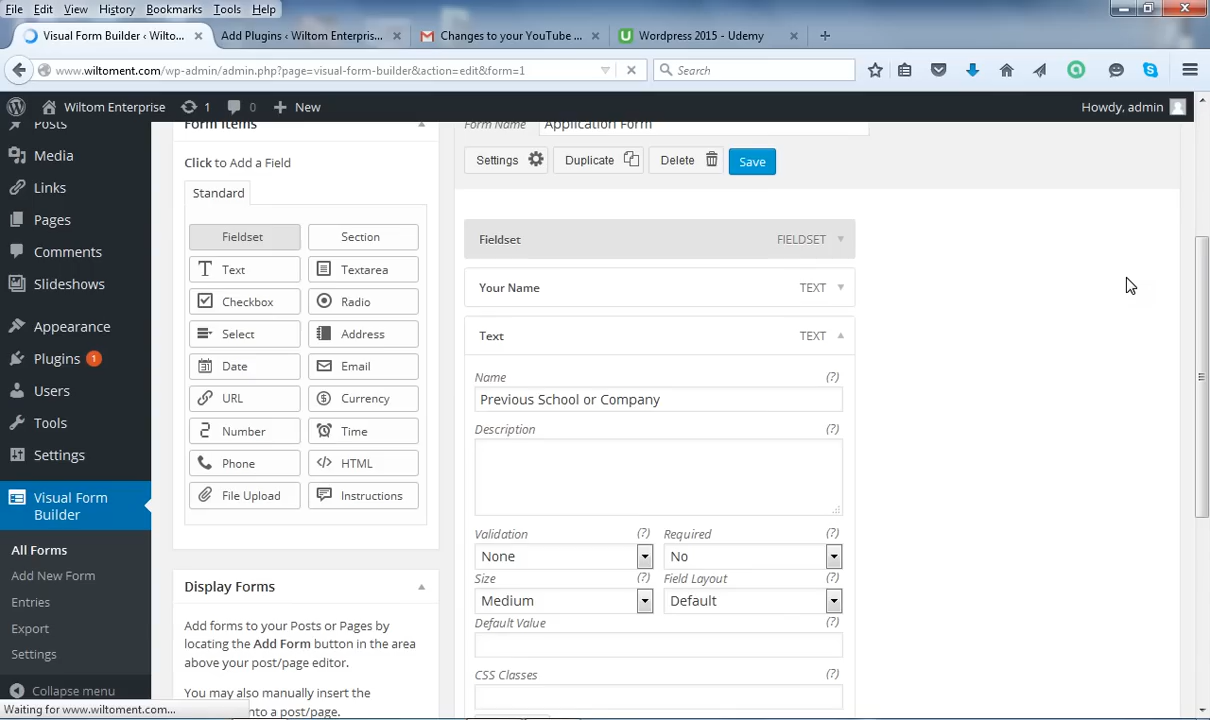 File Edit View History Bookmarks Tools Help
Visual Form Builder ‹ Wilto...
Add Plugins ‹ Wiltom Enterpris...
Changes to your YouTube ...
Wordpress 2015 - Udemy
www.wiltoment.com/wp-admin/admin.php?page=visual-form-builder&action=edit&form=1
Search
Wiltom Enterprise 1 0 New
Howdy, admin
Posts
Media
Links
Pages
Comments
Slideshows
Appearance
Plugins 1
Users
Tools
Settings
Visual Form
Builder
All Forms
Add New Form
Entries
Export
Settings
Collapse menu
Waiting for www.wiltoment.com...
Form Items
Click to Add a Field
Standard
Fieldset Section
Text Textarea
Checkbox Radio
Select Address
Date Email
URL Currency
Number Time
Phone HTML
File Upload Instructions
Display Forms
Add forms to your Posts or Pages by
locating the Add Form button in the area
above your post/page editor.
You may also manually insert the
into a post/page.
Form Name Application Form
Settings Duplicate Delete Save
Fieldset FIELDSET
Your Name TEXT
Text TEXT
Name (?)
Previous School or Company
Description (?)
Validation (?) Required (?)
None No
Size (?) Field Layout (?)
Medium Default
Default Value (?)
CSS Classes (?)